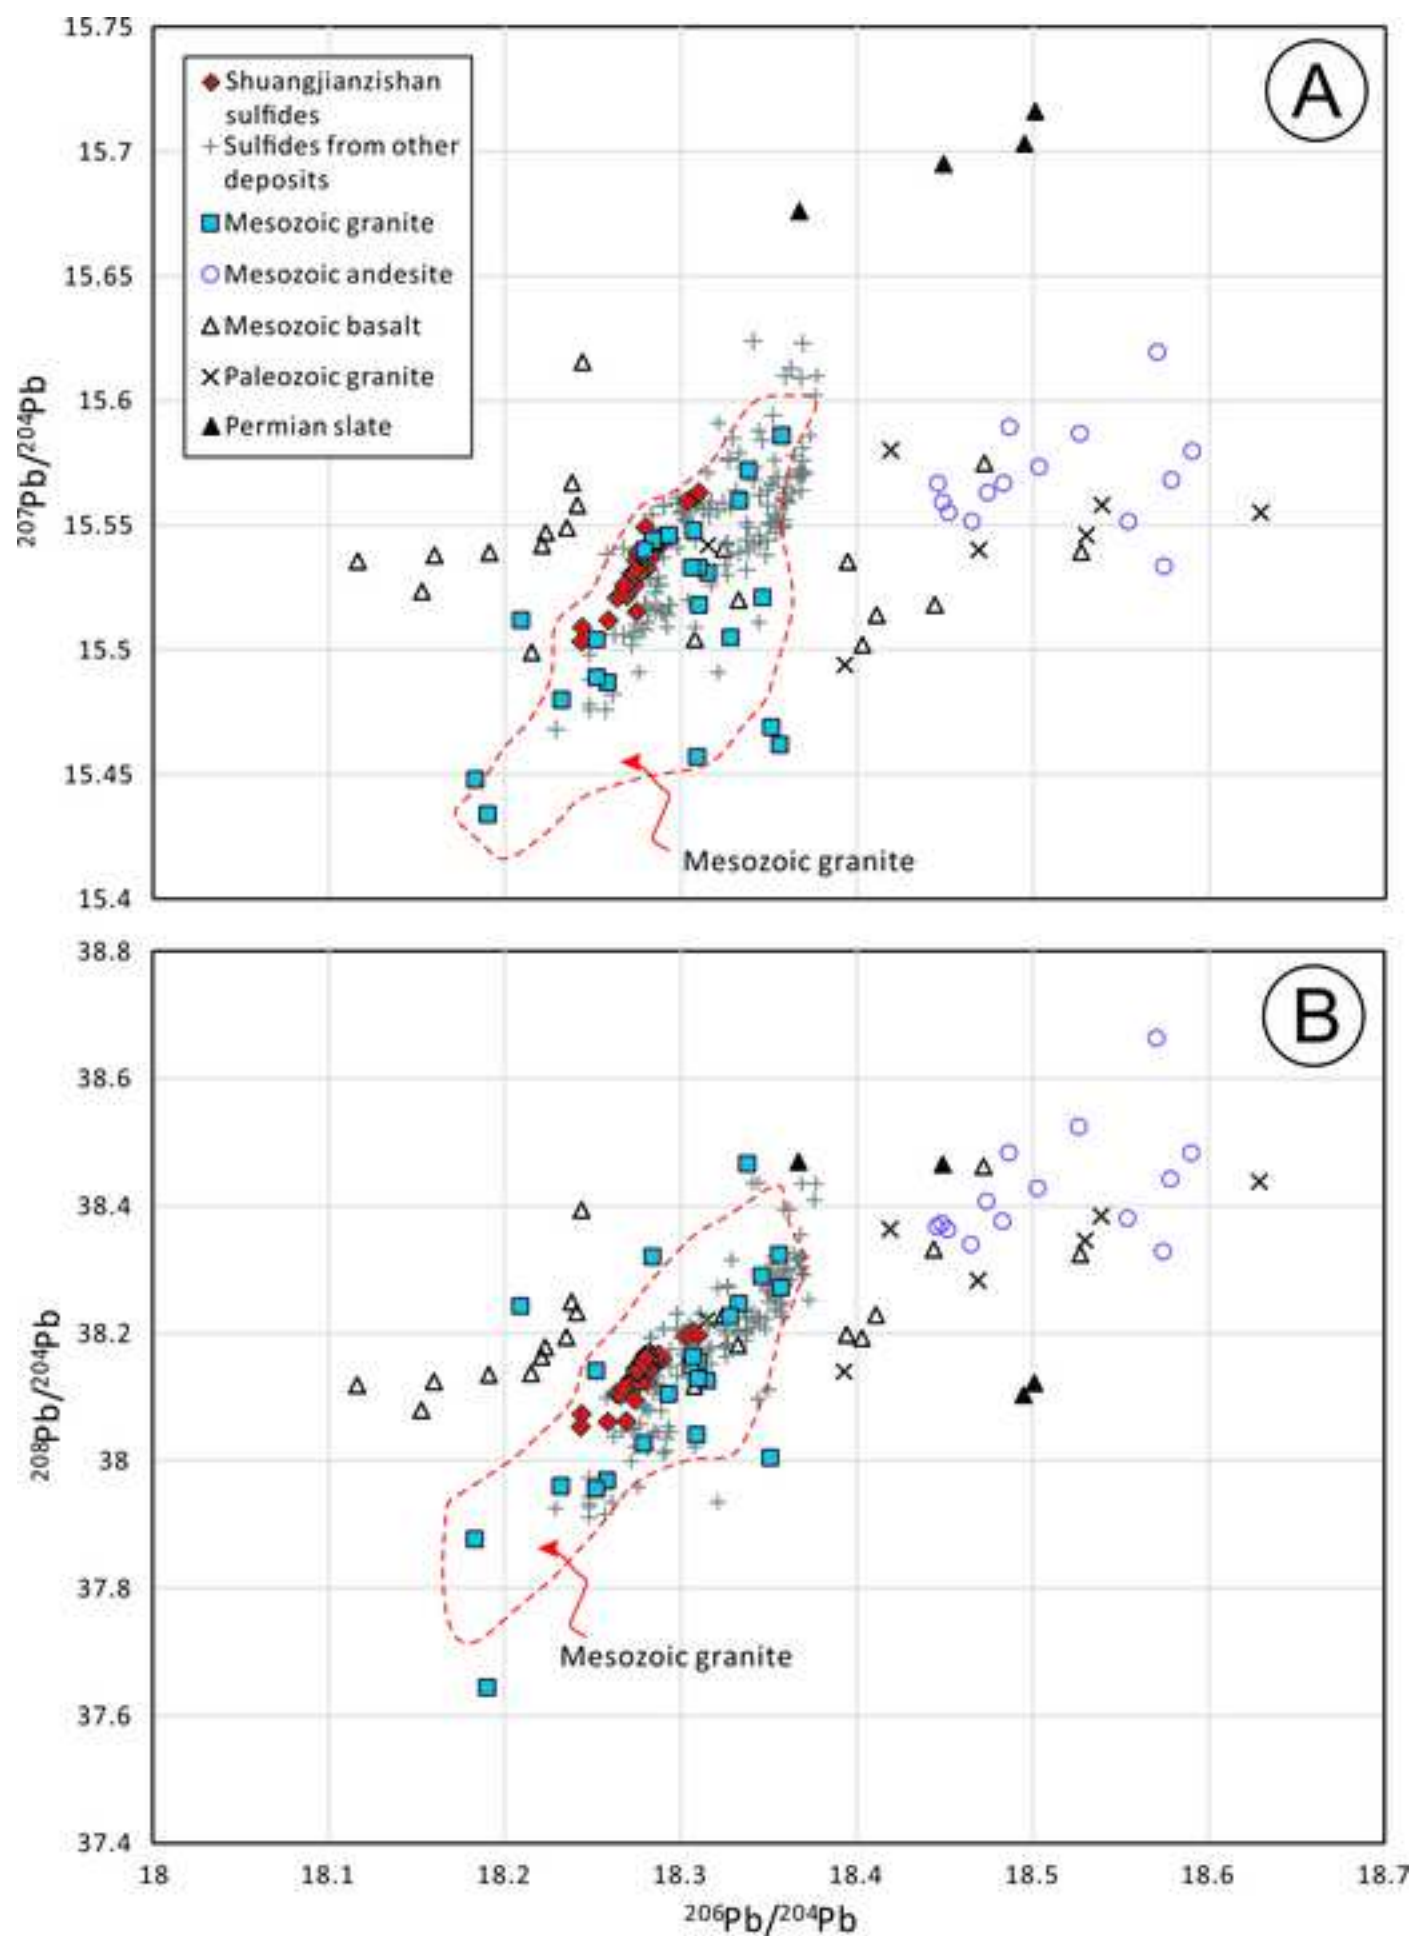 15.75
15.7
15.65
15.6
15.55
15.5
15.45
15.4
207Pb/204Pb
A
Shuangjianzishan
sulfides
Sulfides from other
deposits
Mesozoic granite
Mesozoic andesite
Mesozoic basalt
Paleozoic granite
Permian slate
Mesozoic granite
38.8
38.6
38.4
38.2
38
37.8
37.6
37.4
208Pb/204Pb
B
Mesozoic granite
18 18.1 18.2 18.3 18.4 18.5 18.6 18.7
206Pb/204Pb